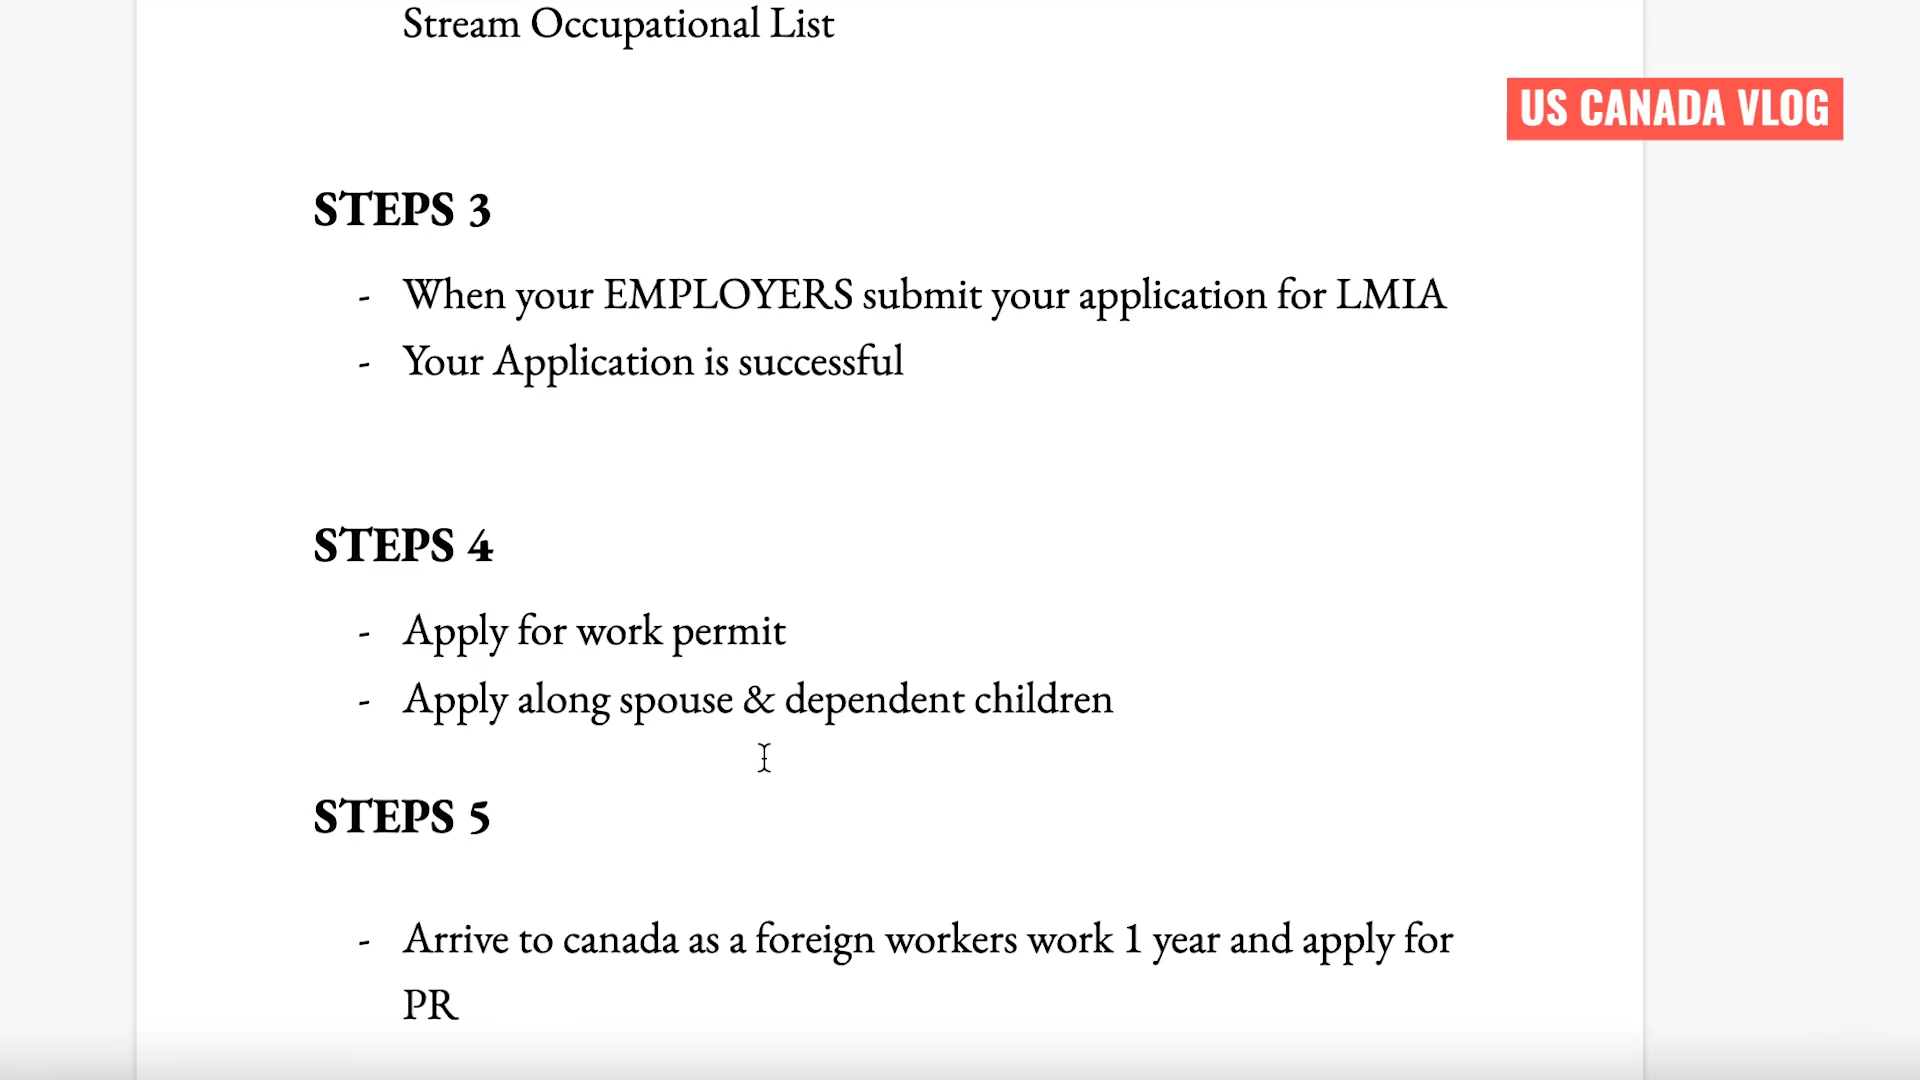 Stream Occupational List
US CANADA VLOG
STEPS 3
- When your EMPLOYERS submit your application for LMIA
- Your Application is successful
STEPS 4
- Apply for work permit
- Apply along spouse & dependent children
STEPS 5
- Arrive to canada as a foreign workers work 1 year and apply for
PR